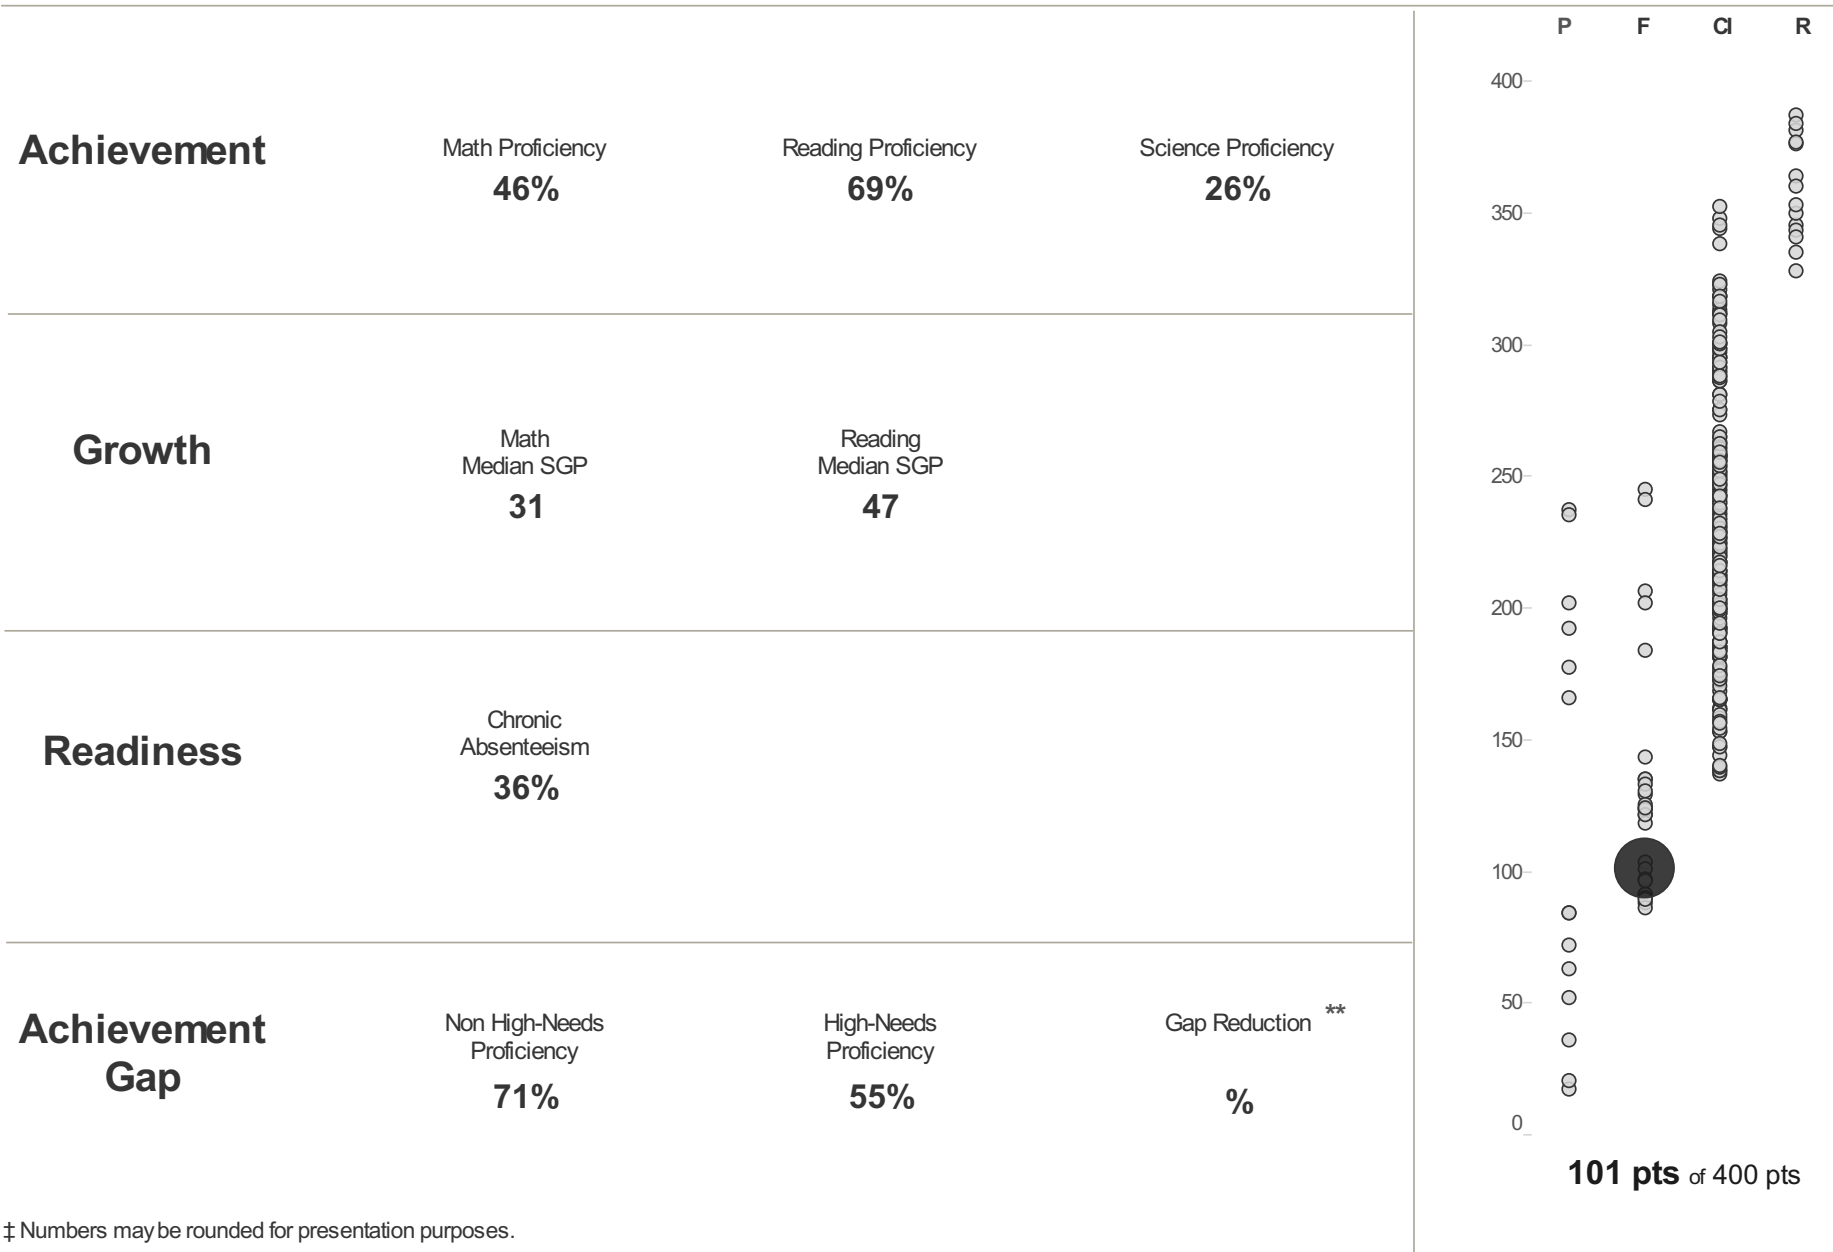 Achievement
Math Proficiency
46%
Reading Proficiency
69%
Science Proficiency
26%
Growth
Math
Median SGP
31
Reading
Median SGP
47
Readiness
Chronic
Absenteeism
36%
Achievement
Gap
Non High-Needs
Proficiency
71%
High-Needs
Proficiency
55%
Gap Reduction **
%
‡ Numbers may be rounded for presentation purposes.
P F CI R
400
350
300
250
200
150
100
50
0
101 pts of 400 pts